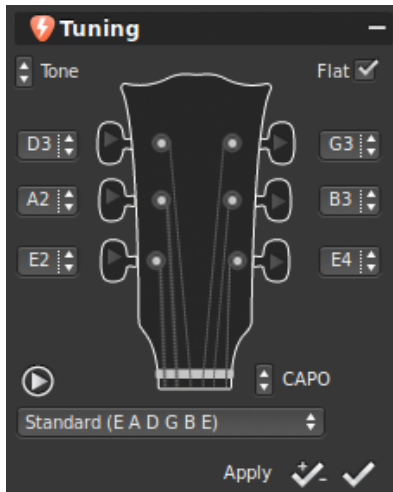 Tuning
Tone Flat
D3 G3
A2 B3
E2 E4
CAPO
Standard (E A D G B E)
Apply